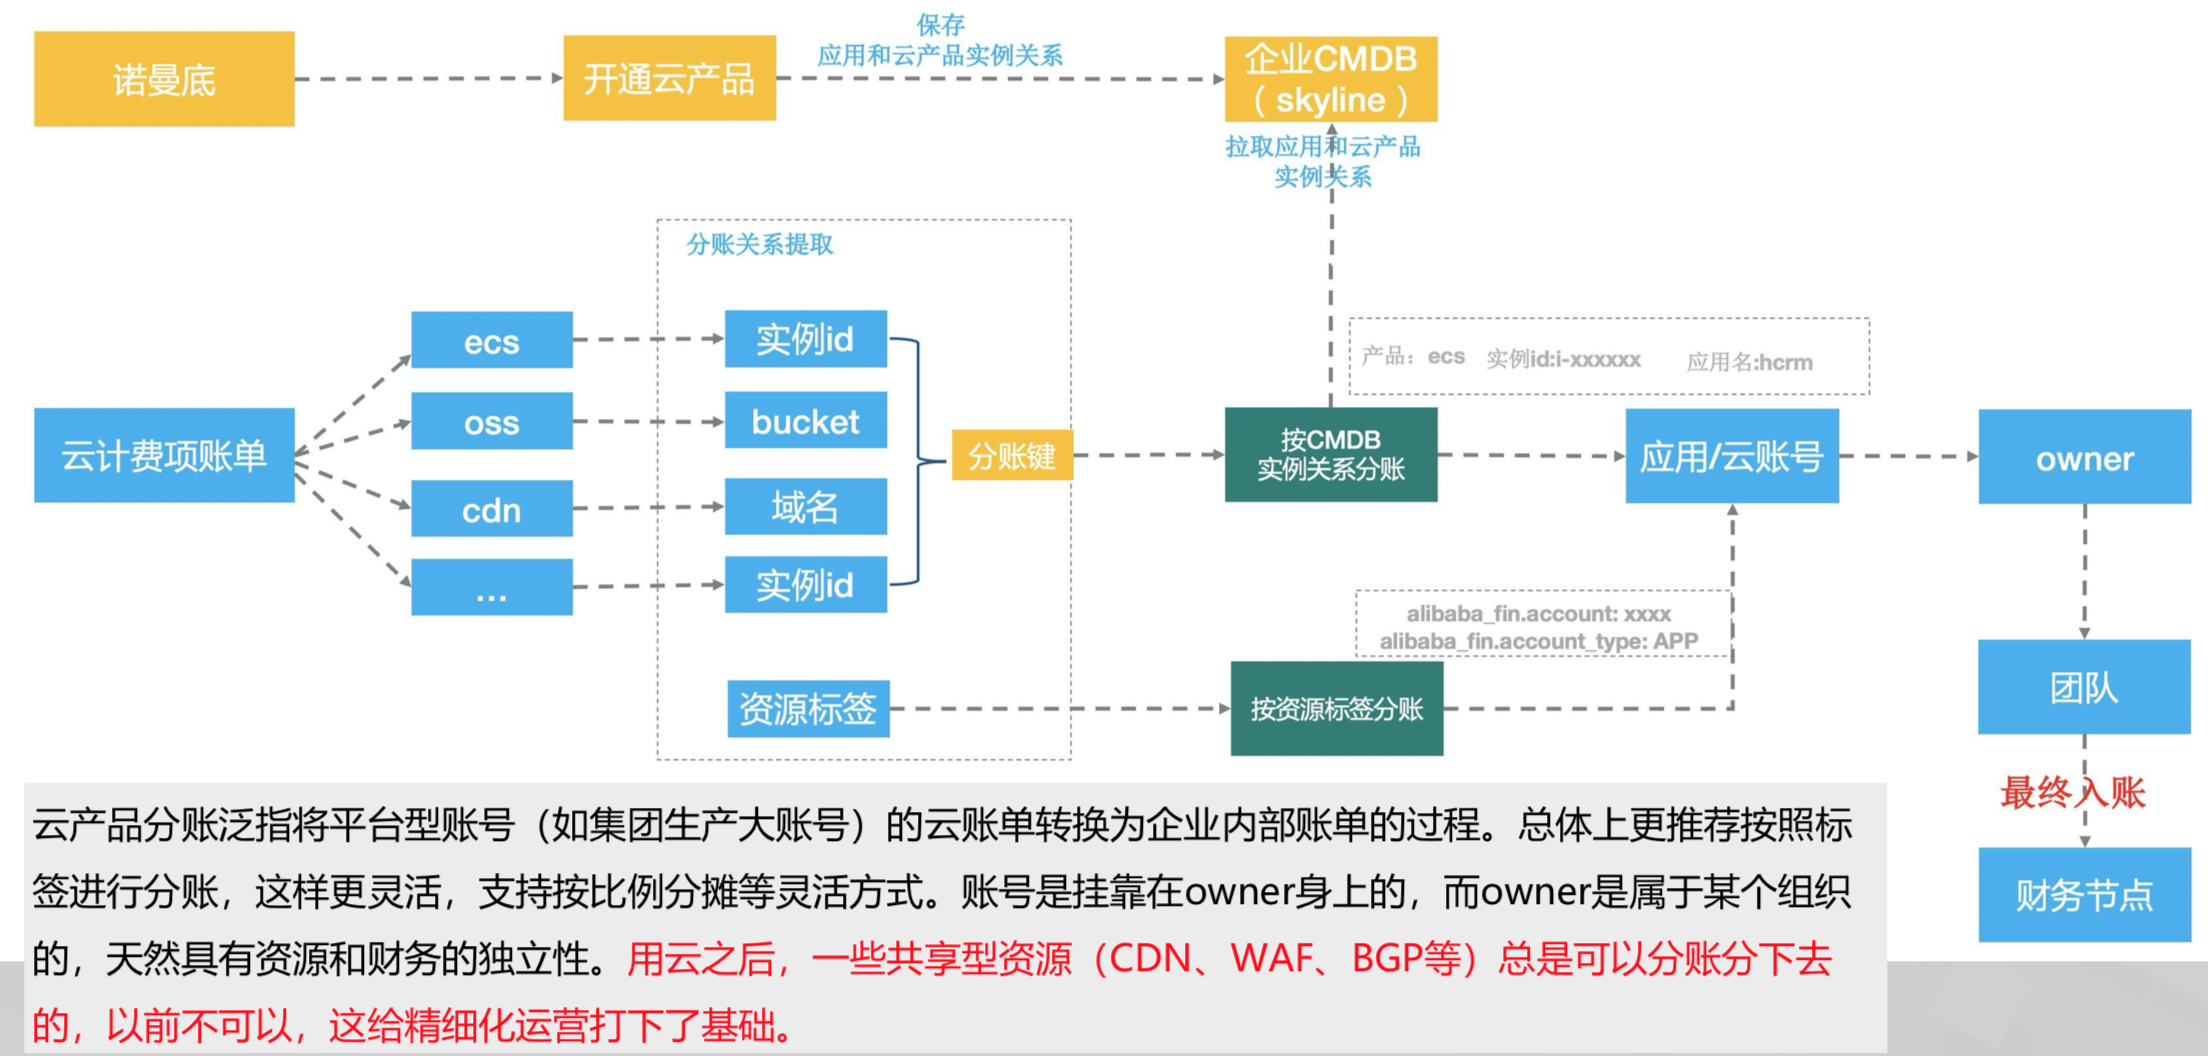 保存
应用和云产品实例关系
诺曼底
开通云产品
企业CMDB
（skyline）
拉取应用和云产品
实例关系
分账关系提取
ecs
实例id
产品：ecs 实例id:i-xxxxxx 应用名:hcrm
oss
bucket
云计费项账单
分账键
按CMDB
实例关系分账
应用/云账号
owner
cdn
域名
...
实例id
alibaba_fin.account: xxxx
alibaba_fin.account_type: APP
资源标签
按资源标签分账
团队
最终入账
财务节点
云产品分账泛指将平台型账号（如集团生产大账号）的云账单转换为企业内部账单的过程。总体上更推荐按照标
签进行分账，这样更灵活，支持按比例分摊等灵活方式。账号是挂靠在owner身上的，而owner是属于某个组织
的，天然具有资源和财务的独立性。用云之后，一些共享型资源（CDN、WAF、BGP等）总是可以分账分下去
的，以前不可以，这给精细化运营打下了基础。